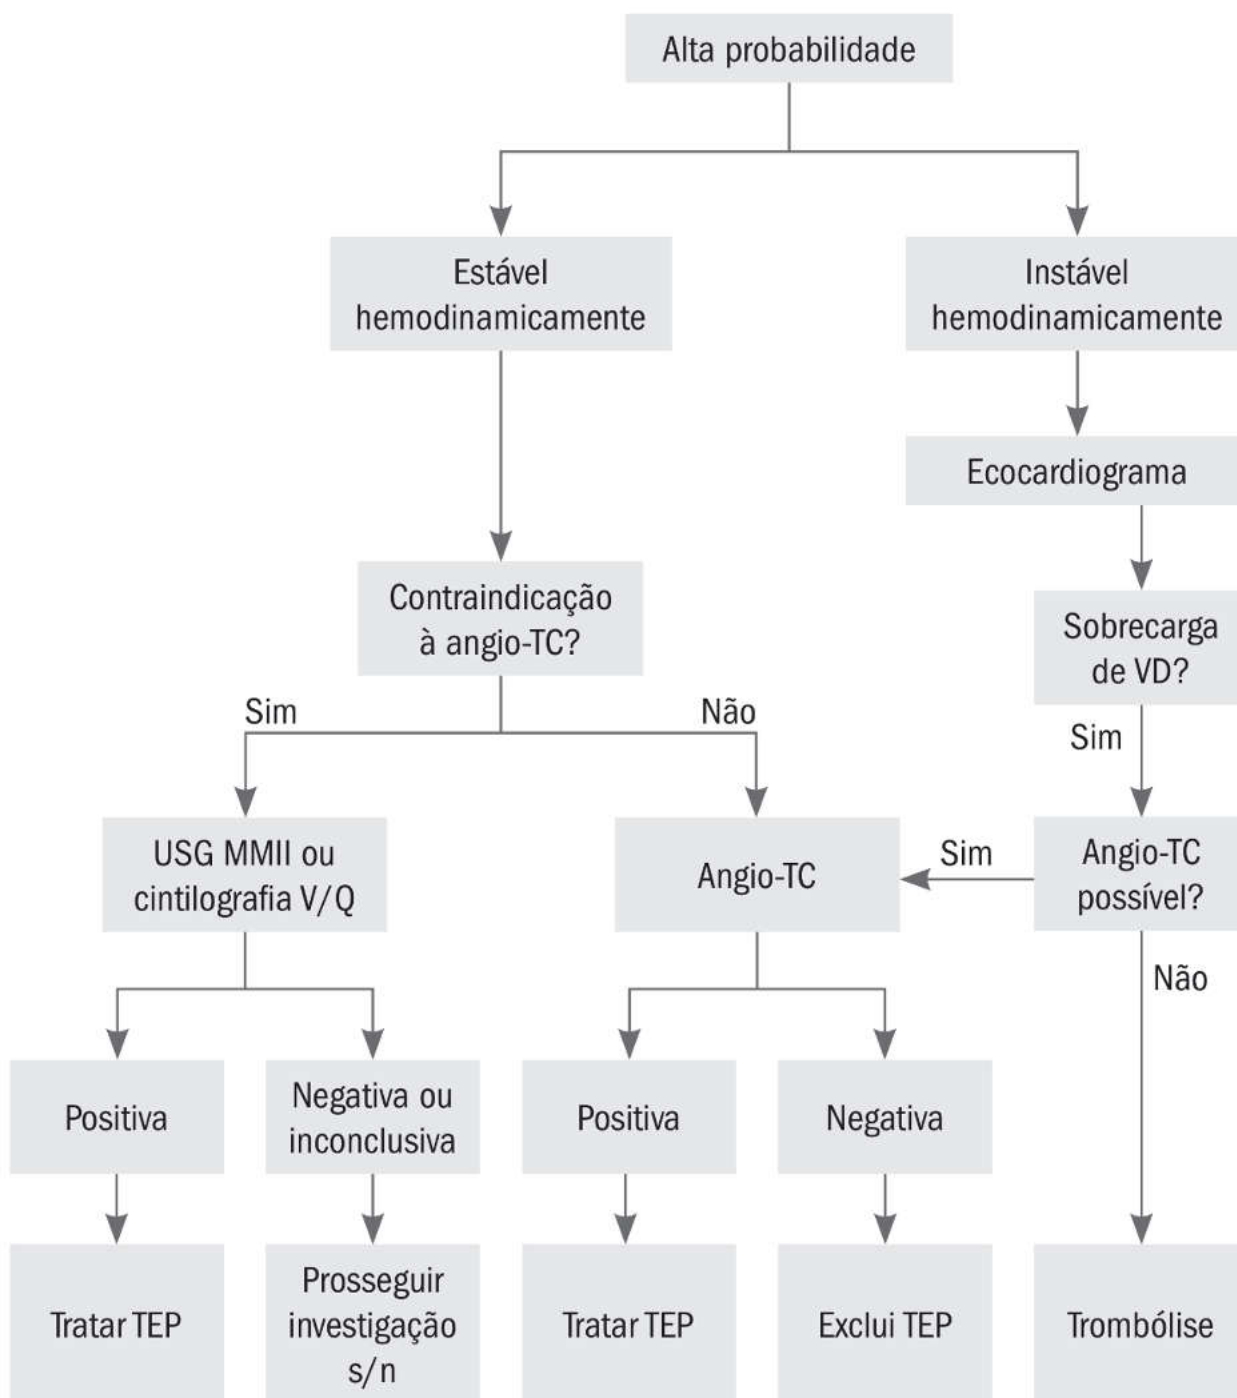 Alta probabilidade
Estável
hemodinamicamente
Instável
hemodinamicamente
Ecocardiograma
Contraindicação
à angio-TC?
Sobrecarga
de VD?
Sim
Não
Sim
USG MMII ou
cintilografia V/Q
Angio-TC
Sim
Angio-TC
possível?
Não
Positiva
Negativa ou
inconclusiva
Positiva
Negativa
Tratar TEP
Prosseguir
investigação
s/n
Tratar TEP
Exclui TEP
Trombólise